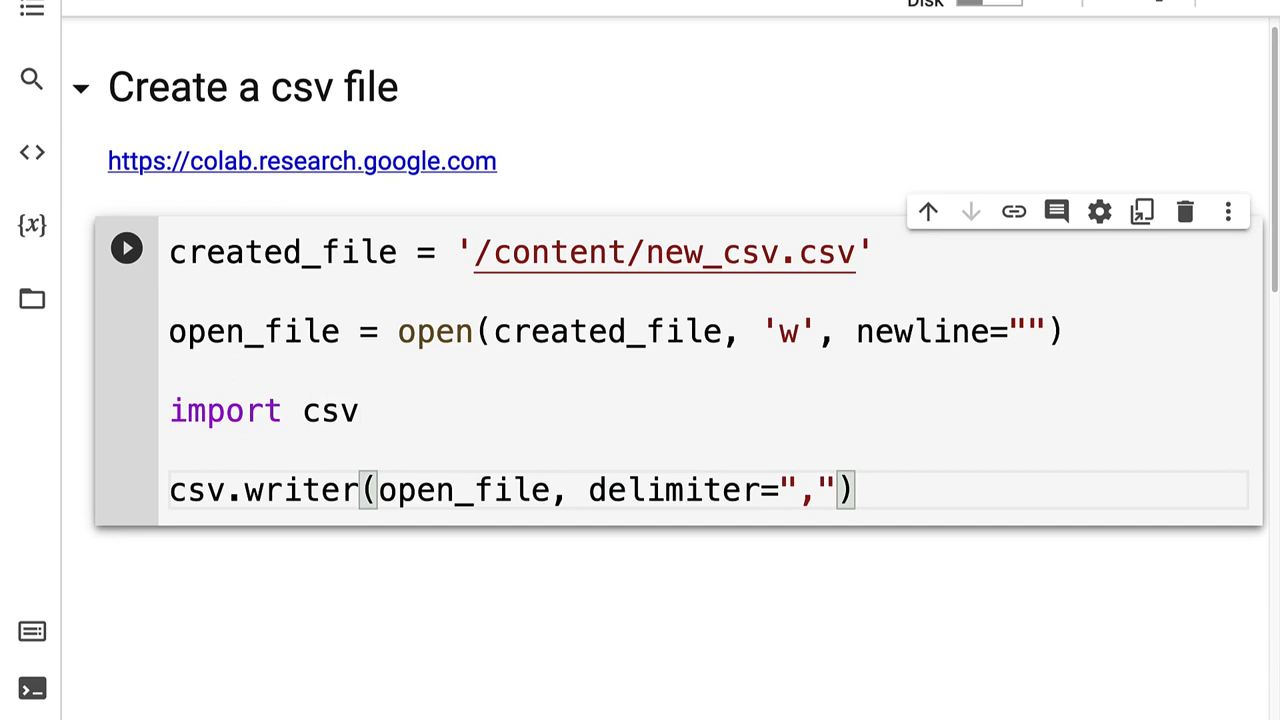 Disk
Create a csv file
https://colab.research.google.com
{x}
created_file = '/content/new_csv.csv'
open_file = open(created_file, 'w', newline="")
import csv
csv.writer(open_file, delimiter=",")